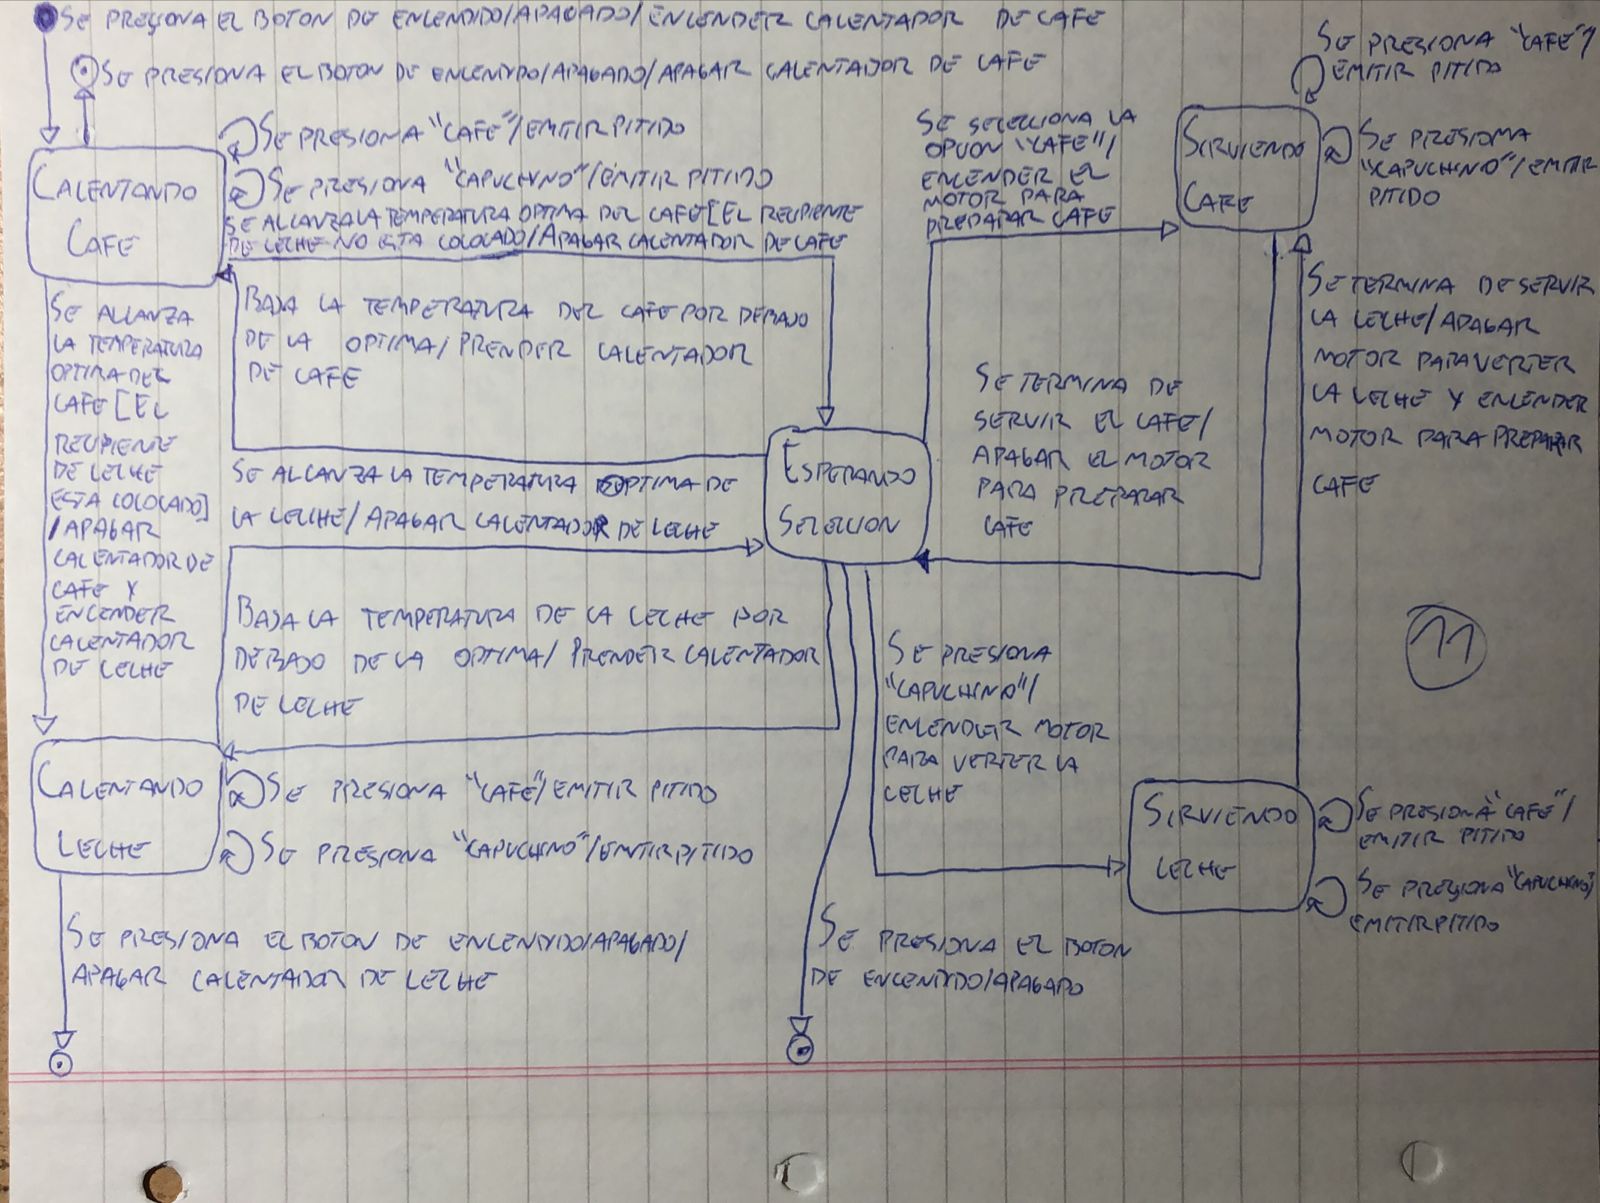 SE PRESIONA EL BOTON DE ENCENDIDO/APAGADO/ENCENDER CALENTADOR DE CAFE
SE PRESIONA EL BOTON DE ENCENDIDO/APAGADO/APAGAR CALENTADOR DE CAFE
CALENTANDO
CAFE
SE PRESIONA "CAFE"/EMITIR PITIDO
SE PRESIONA "CAPUCHINO"/EMITIR PITIDO
SE ALCANZA LA TEMPERATURA OPTIMA DEL CAFE[EL RECIPIENTE
DE LECHE NO ESTA COLOCADO/APAGAR CALENTADOR DE CAFE
BAJA LA TEMPERATURA DEL CAFE POR DEBAJO
DE LA OPTIMA/PRENDER CALENTADOR
DE CAFE
SE ALCANZA
LA TEMPERATURA
OPTIMA DEL
CAFE[EL
RECIPIENTE
DE LECHE
ESTA COLOCADO]
/APAGAR
CALENTADOR DE
CAFE Y
ENCENDER
CALENTADOR
DE LECHE
SE SELECCIONA LA
OPCION "CAFE"/
ENCENDER EL
MOTOR PARA
PREPARAR CAFE
SIRVIENDO
CAFE
SE PRESIONA "CAFE"/
EMITIR PITIDO
SE PRESIONA
"CAPUCHINO"/EMITIR
PITIDO
SE TERMINA DE SERVIR
LA LECHE/APAGAR
MOTOR PARA VERTER
LA LECHE Y ENCENDER
MOTOR PARA PREPARAR
CAFE
SE TERMINA DE
SERVIR EL CAFE/
APAGAR EL MOTOR
PARA PREPARAR
CAFE
ESPERANDO
SELECCION
SE ALCANZA LA TEMPERATURA OPTIMA DE
LA LECHE/APAGAR CALENTADOR DE LECHE
BAJA LA TEMPERATURA DE LA LECHE POR
DEBAJO DE LA OPTIMA/PRENDER CALENTADOR
DE LECHE
SE PRESIONA
"CAPUCHINO"/
ENCENDER MOTOR
PARA VERTER LA
LECHE
11
CALENTANDO
LECHE
SE PRESIONA "CAFE"/EMITIR PITIDO
SE PRESIONA "CAPUCHINO"/EMITIR PITIDO
SIRVIENDO
LECHE
SE PRESIONA "CAFE"/
EMITIR PITIDO
SE PRESIONA "CAPUCHINO"/
EMITIR PITIDO
SE PRESIONA EL BOTON DE ENCENDIDO/APAGADO/
APAGAR CALENTADOR DE LECHE
SE PRESIONA EL BOTON
DE ENCENDIDO/APAGADO